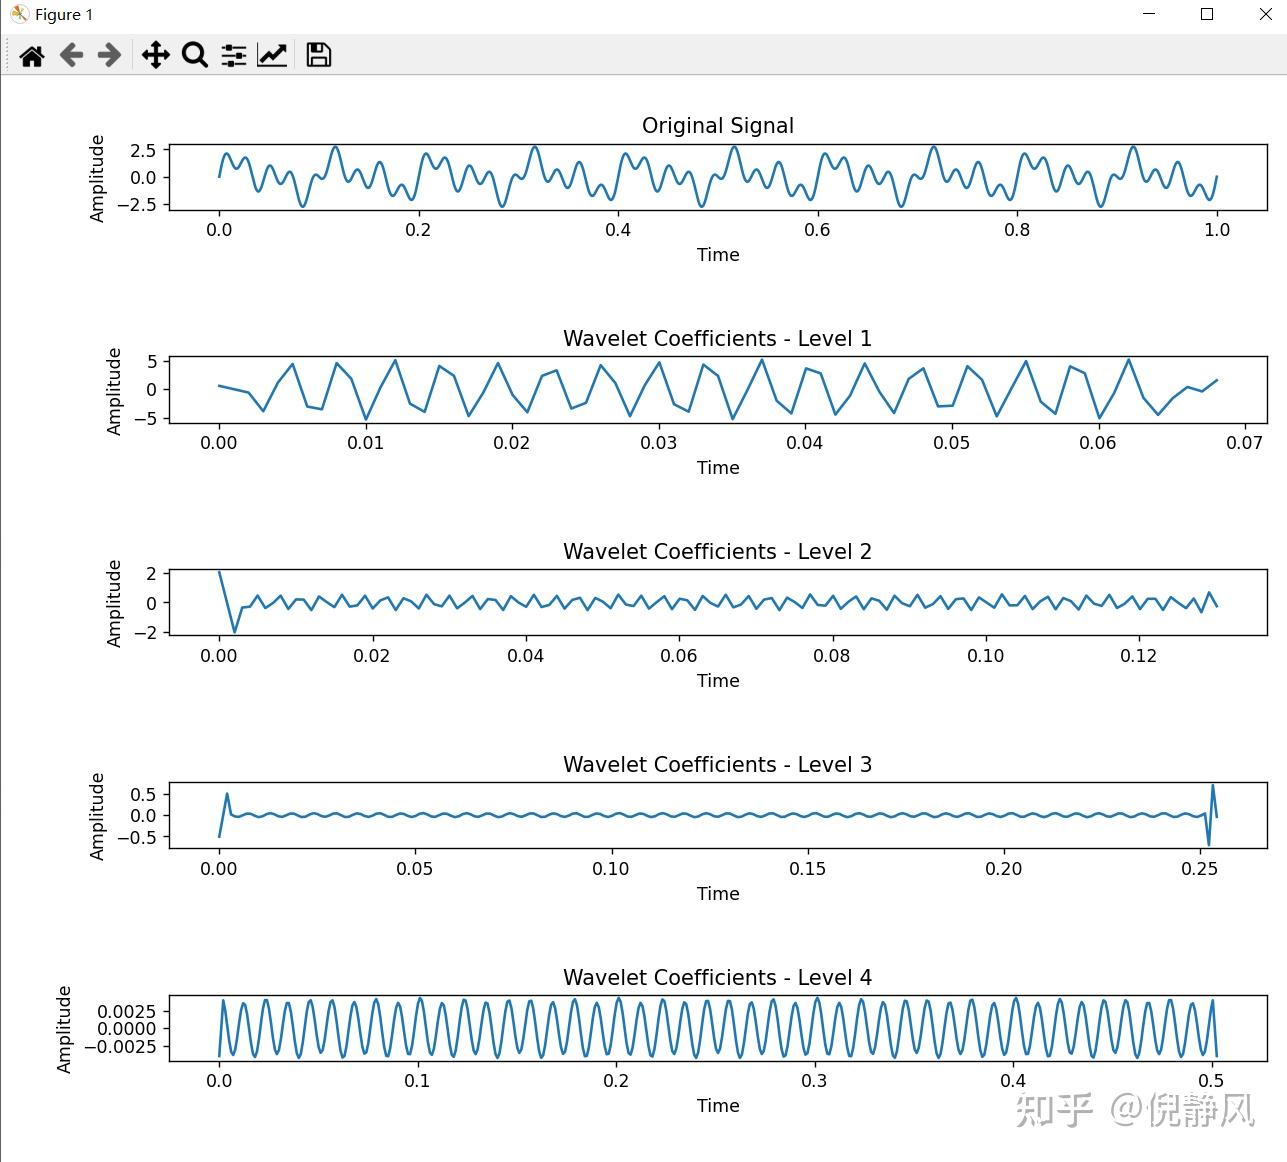 Figure 1
Original Signal
Amplitude
2.5
0.0
−2.5
0.0 0.2 0.4 0.6 0.8 1.0
Time
Wavelet Coefficients - Level 1
Amplitude
5
0
−5
0.00 0.01 0.02 0.03 0.04 0.05 0.06 0.07
Time
Wavelet Coefficients - Level 2
Amplitude
2
0
−2
0.00 0.02 0.04 0.06 0.08 0.10 0.12
Time
Wavelet Coefficients - Level 3
Amplitude
0.5
0.0
−0.5
0.00 0.05 0.10 0.15 0.20 0.25
Time
Wavelet Coefficients - Level 4
Amplitude
0.0025
0.0000
−0.0025
0.0 0.1 0.2 0.3 0.4 0.5
Time
知乎 @倪静风